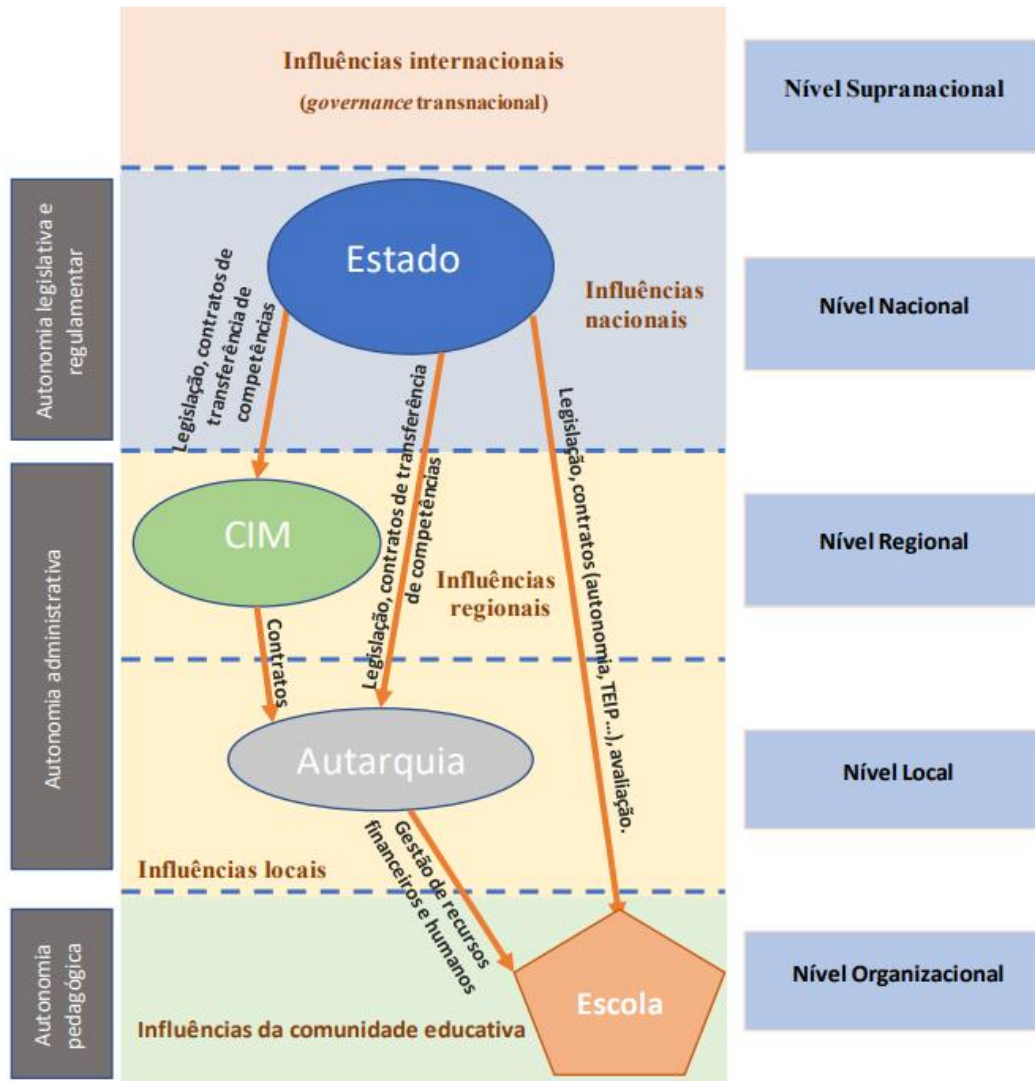 Influências internacionais
(governance transnacional)
Nível Supranacional
Autonomia legislativa e
regulamentar
Estado
Influências
nacionais
Nível Nacional
Legislação, contratos de
transferência de
competências
Legislação, contratos de transferência
de competências
Legislação, contratos (autonomia, TEIP ...), avaliação.
Autonomia administrativa
CIM
Influências
regionais
Nível Regional
Contratos
Autarquia
Nível Local
Influências locais
Gestão de recursos
financeiros e humanos
Autonomia
pedagógica
Escola
Influências da comunidade educativa
Nível Organizacional